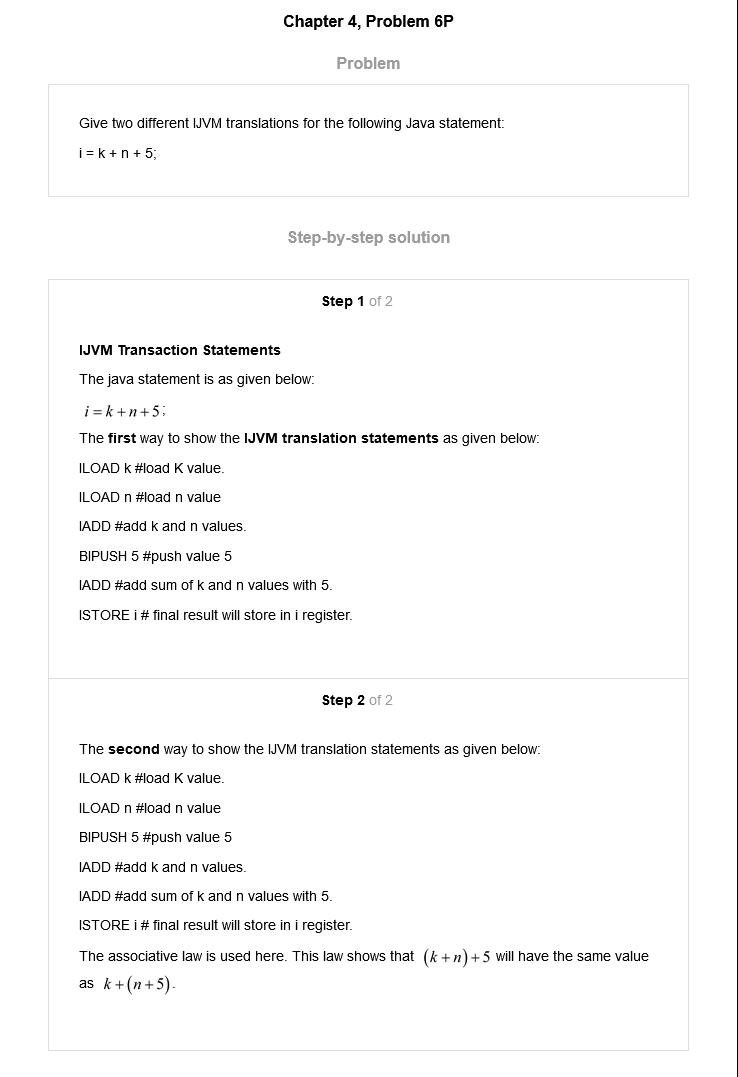 Chapter 4, Problem 6P
Problem
Give two different IJVM translations for the following Java statement:
i = k + n + 5;
Step-by-step solution
Step 1 of 2
IJVM Transaction Statements
The java statement is as given below:
i = k + n + 5;
The first way to show the IJVM translation statements as given below:
ILOAD k #load K value.
ILOAD n #load n value
IADD #add k and n values.
BIPUSH 5 #push value 5
IADD #add sum of k and n values with 5.
ISTORE i # final result will store in i register.
Step 2 of 2
The second way to show the IJVM translation statements as given below:
ILOAD k #load K value.
ILOAD n #load n value
BIPUSH 5 #push value 5
IADD #add k and n values.
IADD #add sum of k and n values with 5.
ISTORE i # final result will store in i register.
The associative law is used here. This law shows that (k + n) + 5 will have the same value
as k + (n + 5).